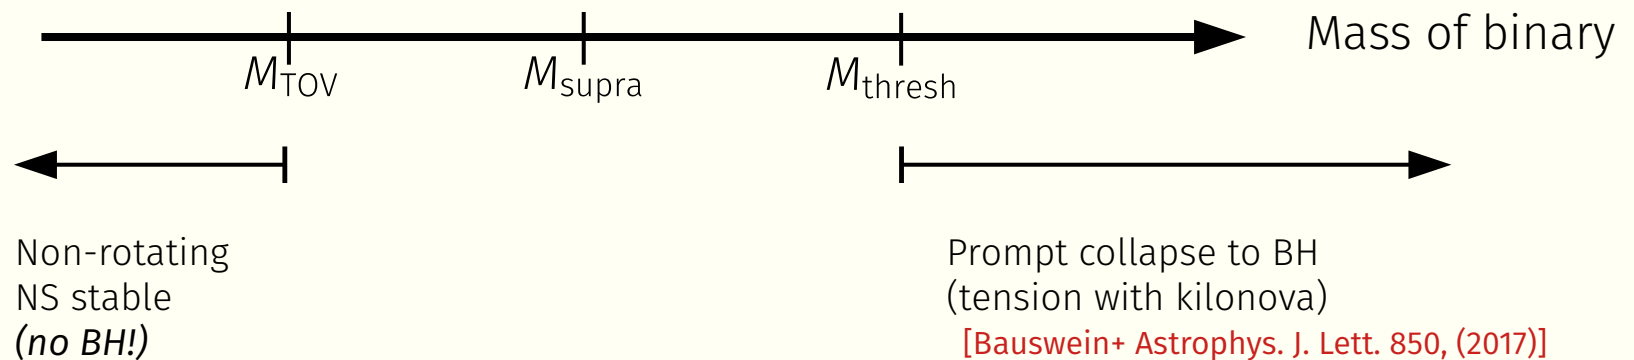 Mass of binary
M_TOV
M_supra
M_thresh
Non-rotating
NS stable
(no BH!)
Prompt collapse to BH
(tension with kilonova)
[Bauswein+ Astrophys. J. Lett. 850, (2017)]